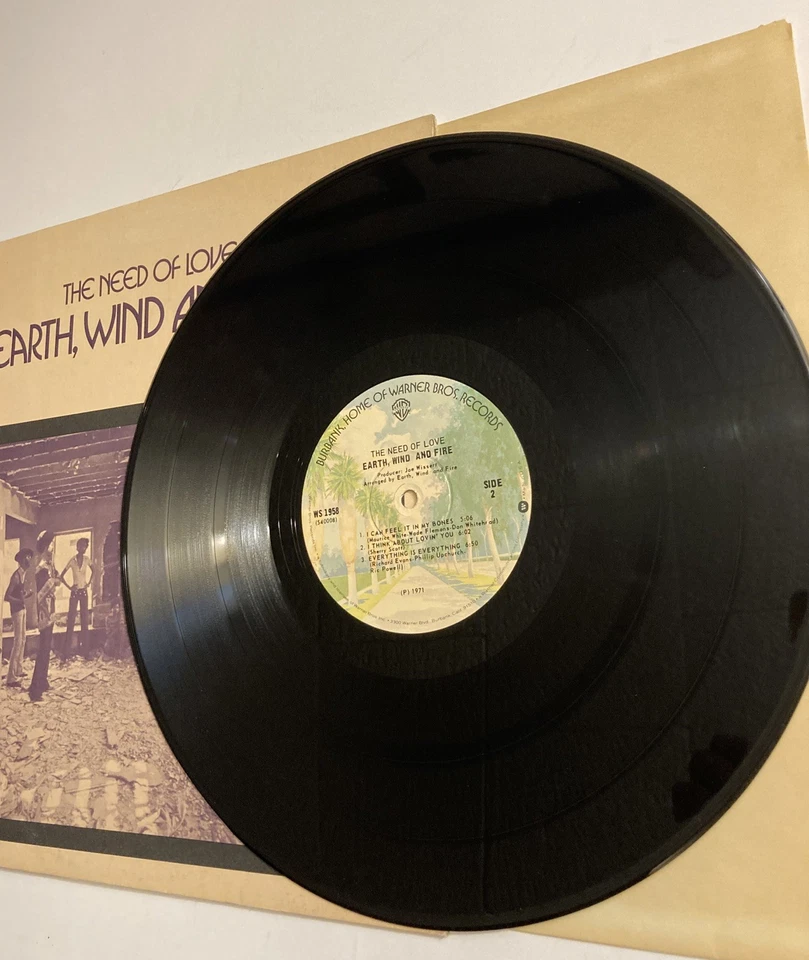 THE NEED OF LOVE
EARTH, WIND A
BURBANK, HOME OF WARNER BROS. RECORDS
THE NEED OF LOVE
EARTH, WIND AND FIRE
Producer: Joe Wissert
Arranged by Earth, Wind and Fire
WS 1958
(S40008)
SIDE
2
1. I CAN FEEL IT IN MY BONES 5:06
(Maurice White-Wade Flemons-Don Whitehead)
2. I THINK ABOUT LOVIN' YOU 6:02
(Sherry Scott)
3. EVERYTHING IS EVERYTHING 6:50
(Richard Evans-Phillip Upchurch-
Ric Powell)
(P) 1971